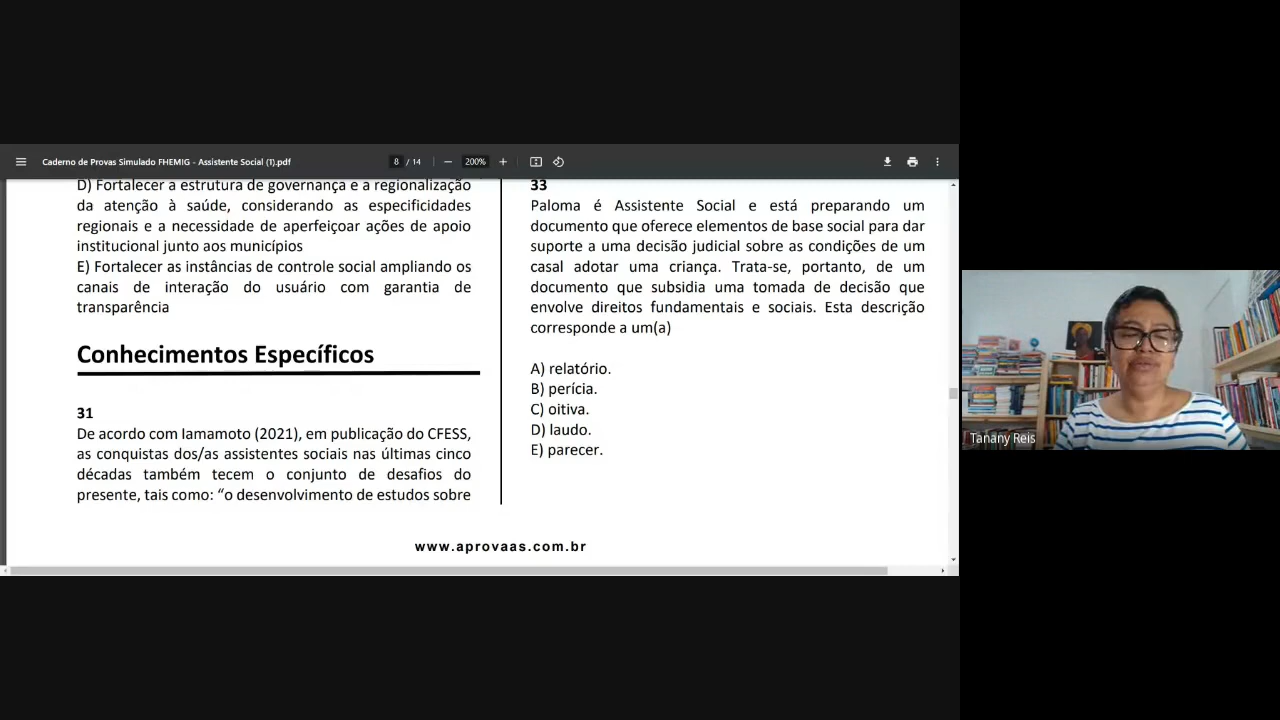 Caderno de Provas Simulado FHEMIG - Assistente Social (1).pdf
8 / 14
200%
D) Fortalecer a estrutura de governança e a regionalização
da atenção à saúde, considerando as especificidades
regionais e a necessidade de aperfeiçoar ações de apoio
institucional junto aos municípios
E) Fortalecer as instâncias de controle social ampliando os
canais de interação do usuário com garantia de
transparência
Conhecimentos Específicos
31
De acordo com Iamamoto (2021), em publicação do CFESS,
as conquistas dos/as assistentes sociais nas últimas cinco
décadas também tecem o conjunto de desafios do
presente, tais como: “o desenvolvimento de estudos sobre
33
Paloma é Assistente Social e está preparando um
documento que oferece elementos de base social para dar
suporte a uma decisão judicial sobre as condições de um
casal adotar uma criança. Trata-se, portanto, de um
documento que subsidia uma tomada de decisão que
envolve direitos fundamentais e sociais. Esta descrição
corresponde a um(a)
A) relatório.
B) perícia.
C) oitiva.
D) laudo.
E) parecer.
www.aprovaas.com.br
Tanany Reis